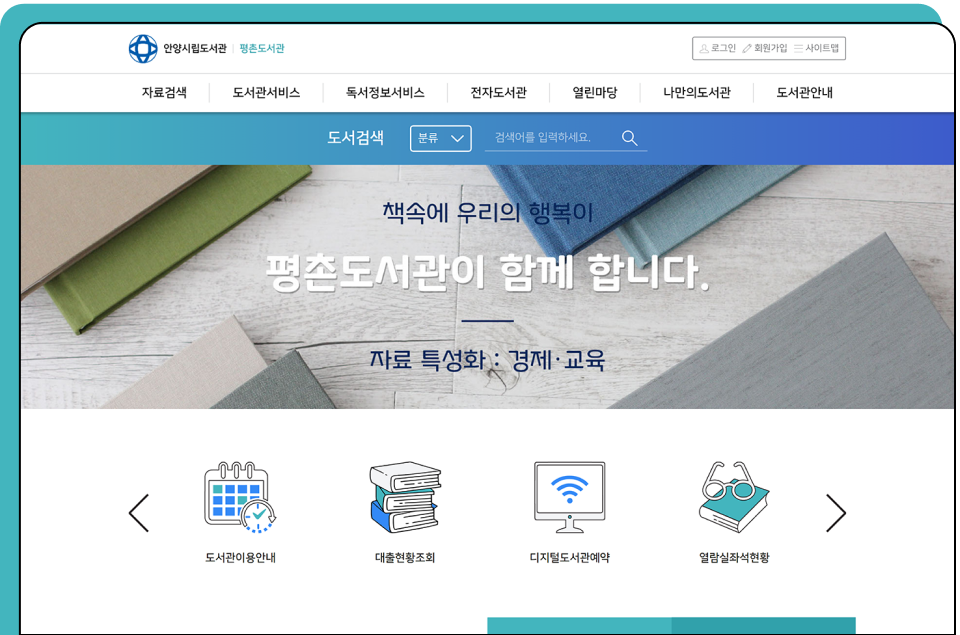 안양시립도서관 평촌도서관
로그인 회원가입 사이트맵
자료검색 도서관서비스 독서정보서비스 전자도서관 열린마당 나만의도서관 도서관안내
도서검색 분류 검색어를 입력하세요.
책속에 우리의 행복이
평촌도서관이 함께 합니다.
자료 특성화 : 경제·교육
도서관이용안내 대출현황조회 디지털도서관예약 열람실좌석현황